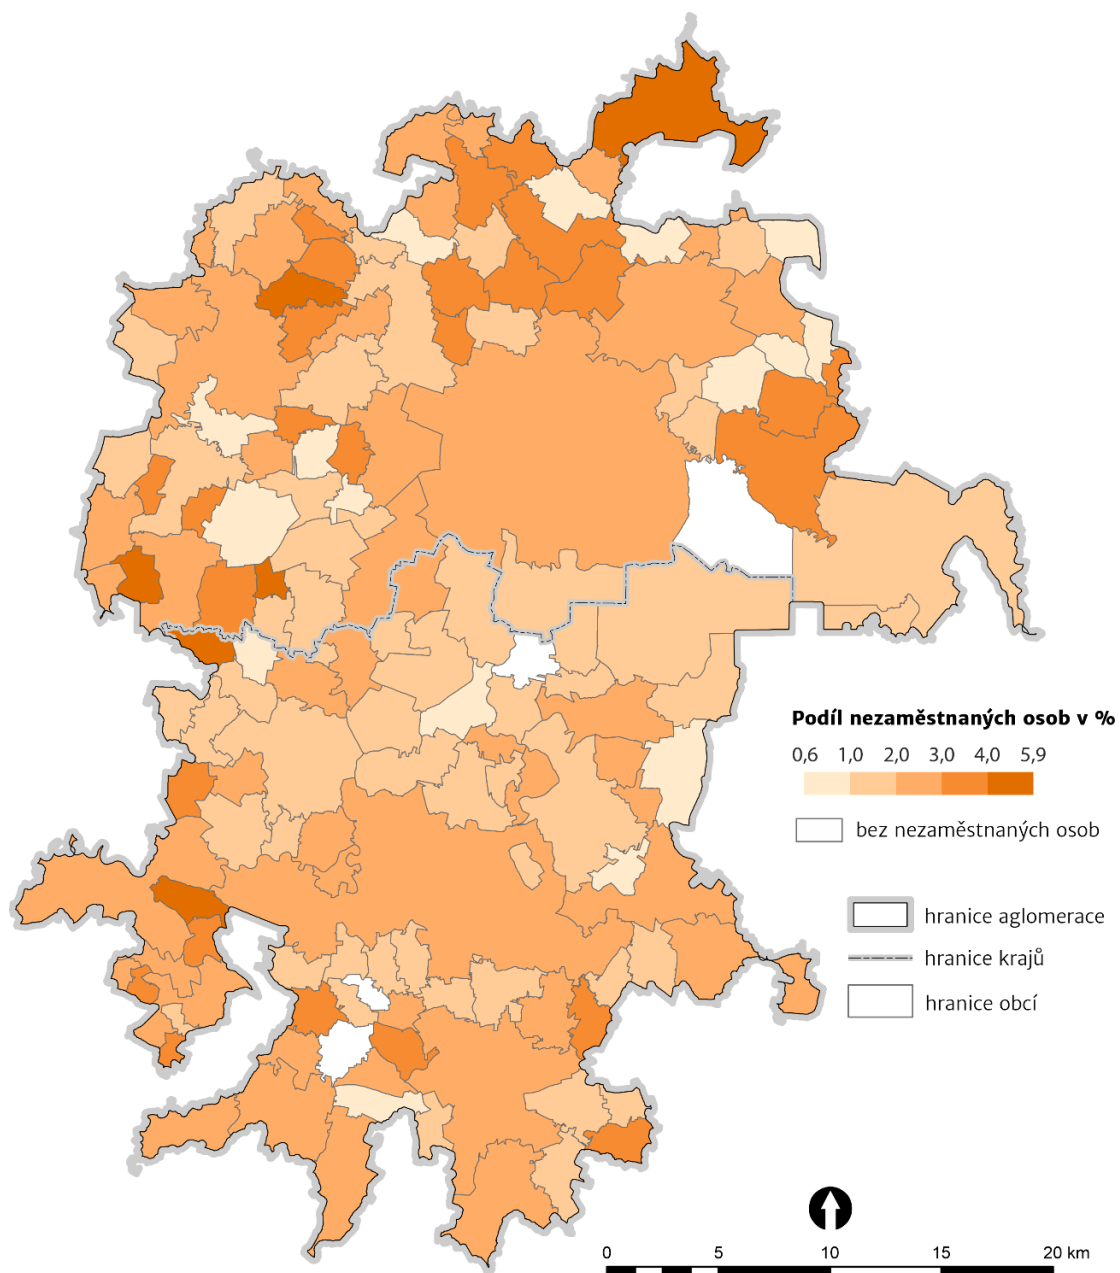 Podíl nezaměstnaných osob v %
0,6 1,0 2,0 3,0 4,0 5,9
bez nezaměstnaných osob
hranice aglomerace
hranice krajů
hranice obcí
0 5 10 15 20 km